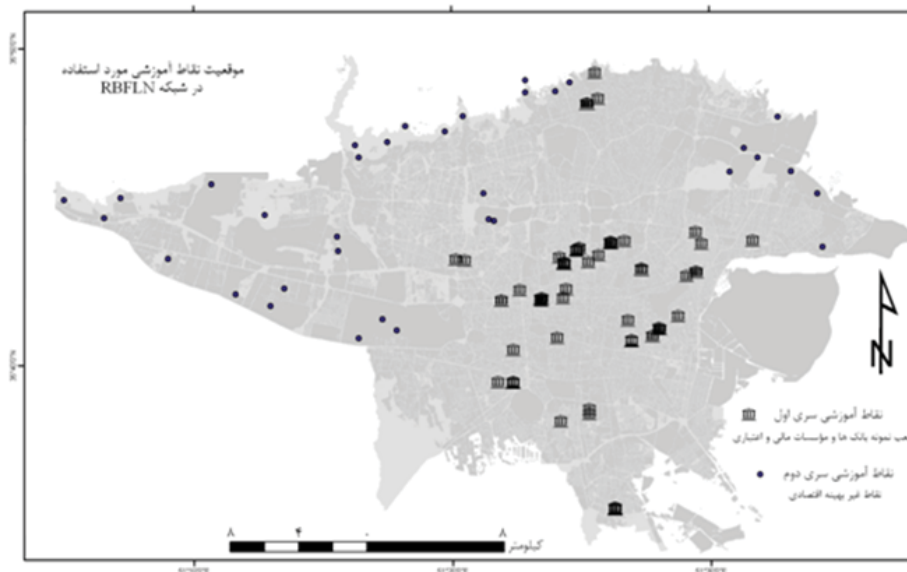 موقعیت نقاط آموزشی مورد استفاده
در شبکه RBFLN
N
نقاط آموزشی سری اول
نمونه بانک ها و مؤسسات مالی و اعتباری
نقاط آموزشی سری دوم
نقاط غیر بهینه اقتصادی
۸ ۴ ۰ ۸
کیلومتر